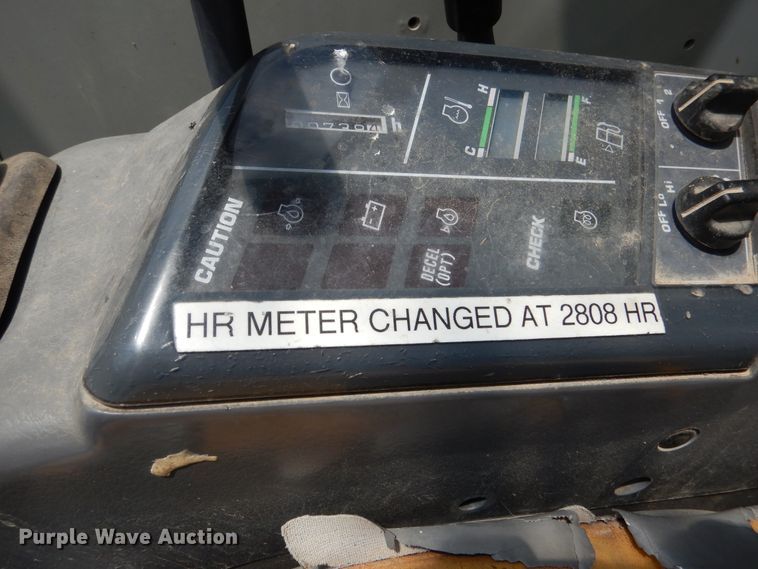 H
F
C
E
OFF 1 2
OFF Lo Hi
CAUTION
CHECK
DECEL
(OPT)
HR METER CHANGED AT 2808 HR
Purple Wave Auction